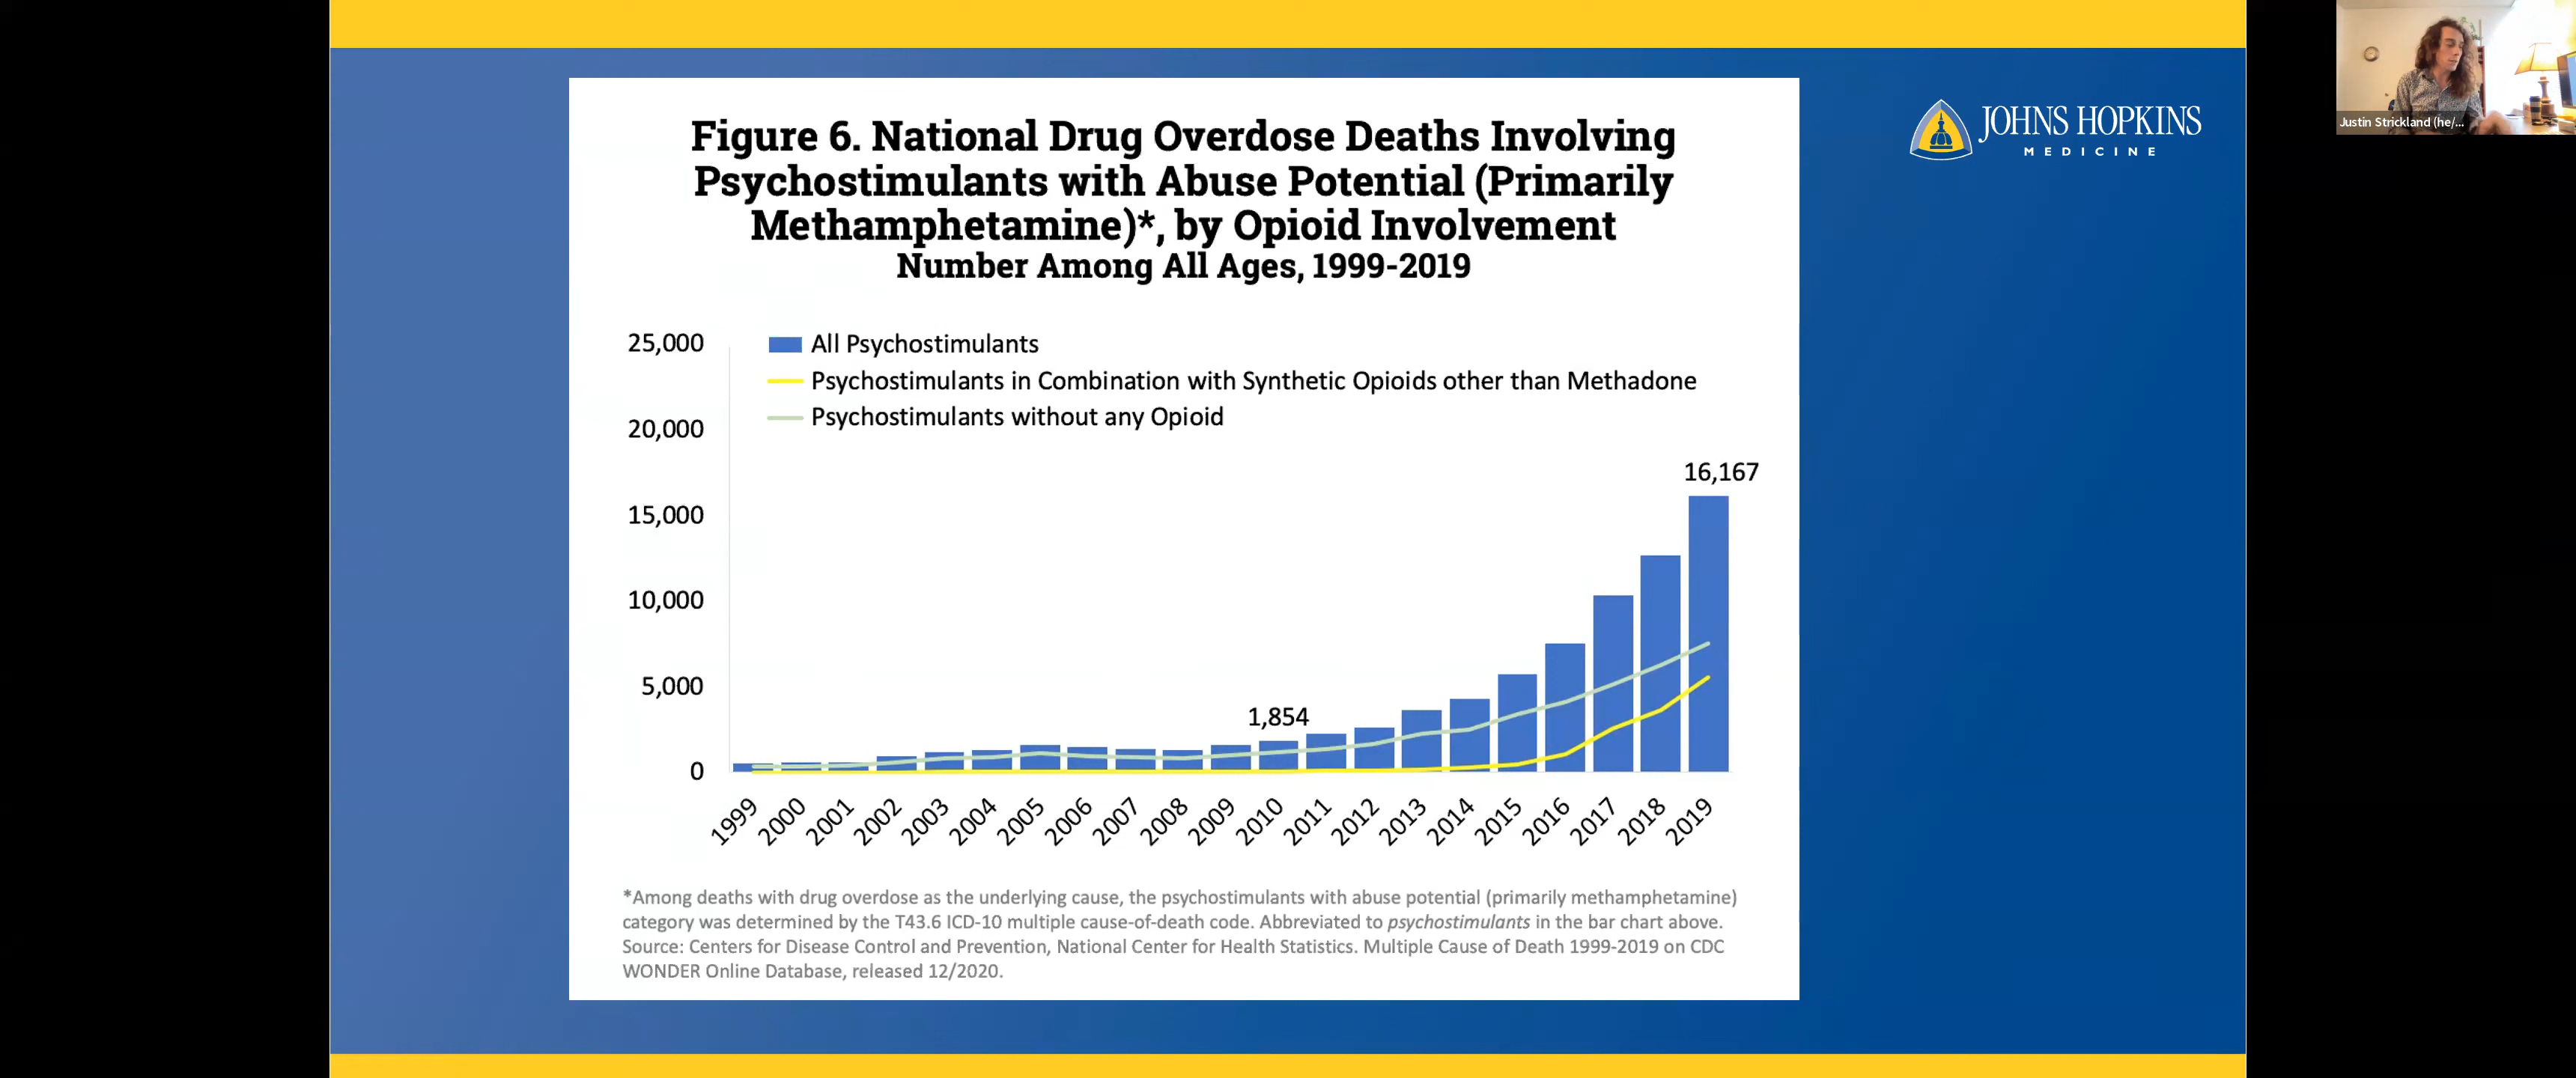 Figure 6. National Drug Overdose Deaths Involving
Psychostimulants with Abuse Potential (Primarily
Methamphetamine)*, by Opioid Involvement
Number Among All Ages, 1999-2019
JOHNS HOPKINS
MEDICINE
Justin Strickland (he/...
25,000
20,000
15,000
10,000
5,000
0
All Psychostimulants
Psychostimulants in Combination with Synthetic Opioids other than Methadone
Psychostimulants without any Opioid
16,167
1,854
1999
2000
2001
2002
2003
2004
2005
2006
2007
2008
2009
2010
2011
2012
2013
2014
2015
2016
2017
2018
2019
*Among deaths with drug overdose as the underlying cause, the psychostimulants with abuse potential (primarily methamphetamine)
category was determined by the T43.6 ICD-10 multiple cause-of-death code. Abbreviated to psychostimulants in the bar chart above.
Source: Centers for Disease Control and Prevention, National Center for Health Statistics. Multiple Cause of Death 1999-2019 on CDC
WONDER Online Database, released 12/2020.